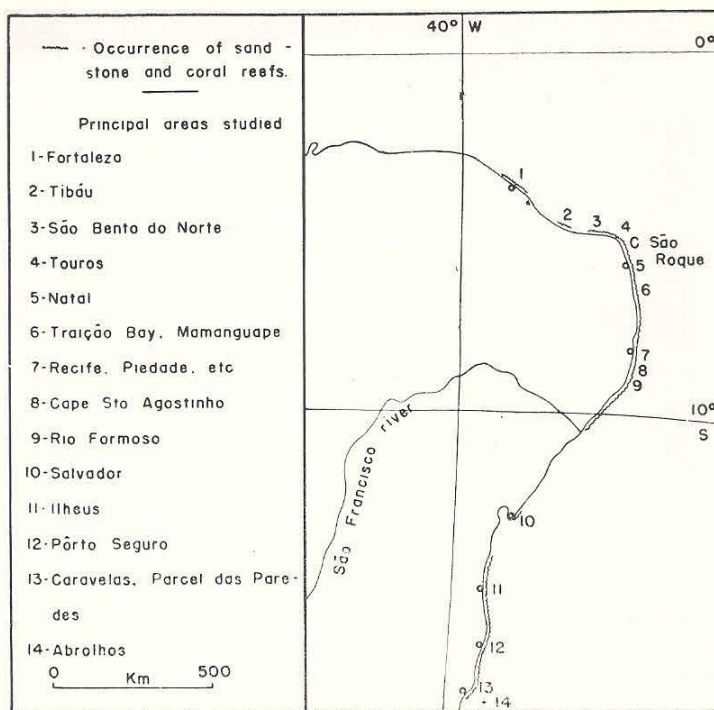 · Occurrence of sand -
stone and coral reefs.
Principal areas studied
1-Fortaleza
2-Tibáu
3-São Bento do Norte
4-Touros
5-Natal
6-Traição Bay, Mamanguape
7-Recife, Piedade, etc
8-Cape Sto Agostinho
9-Rio Formoso
10-Salvador
11-Ilheus
12-Pôrto Seguro
13-Caravelas, Parcel das Pare-
des
14-Abrolhos
0 500
Km
40° W
0°
1
2
3
4
C São
Roque
5
6
7
8
9
10°
S
São Francisco river
10
11
12
13
14